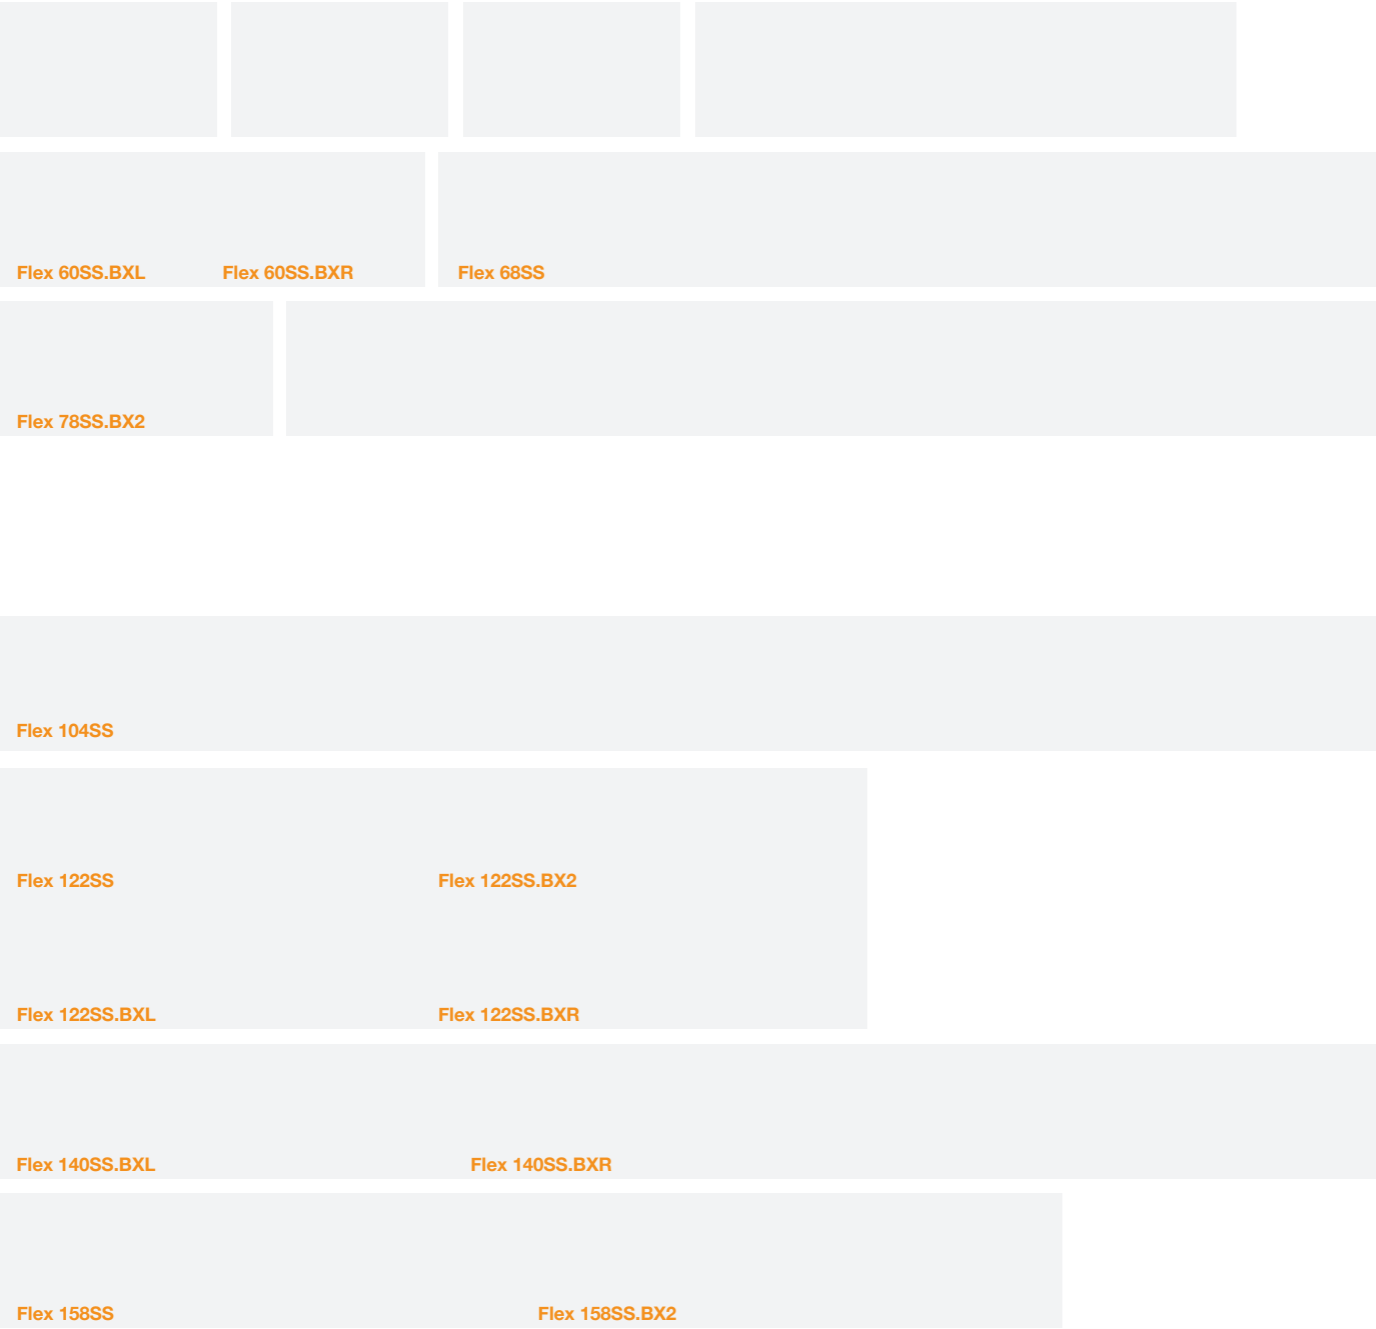 Flex 60SS.BXL Flex 60SS.BXR Flex 68SS
Flex 78SS.BX2
Flex 104SS
Flex 122SS Flex 122SS.BX2
Flex 122SS.BXL Flex 122SS.BXR
Flex 140SS.BXL Flex 140SS.BXR
Flex 158SS Flex 158SS.BX2